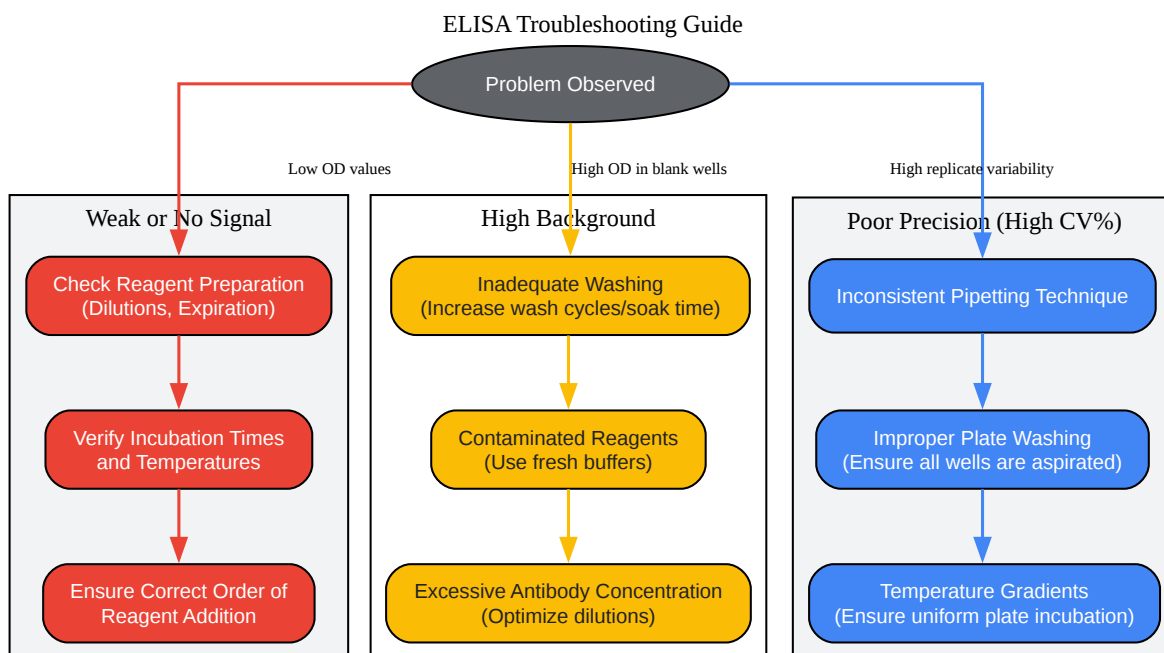 ELISA Troubleshooting Guide
Problem Observed
Low OD values
High OD in blank wells
High replicate variability
Weak or No Signal
Check Reagent Preparation
(Dilutions, Expiration)
Verify Incubation Times
and Temperatures
Ensure Correct Order of
Reagent Addition
High Background
Inadequate Washing
(Increase wash cycles/soak time)
Contaminated Reagents
(Use fresh buffers)
Excessive Antibody Concentration
(Optimize dilutions)
Poor Precision (High CV%)
Inconsistent Pipetting Technique
Improper Plate Washing
(Ensure all wells are aspirated)
Temperature Gradients
(Ensure uniform plate incubation)